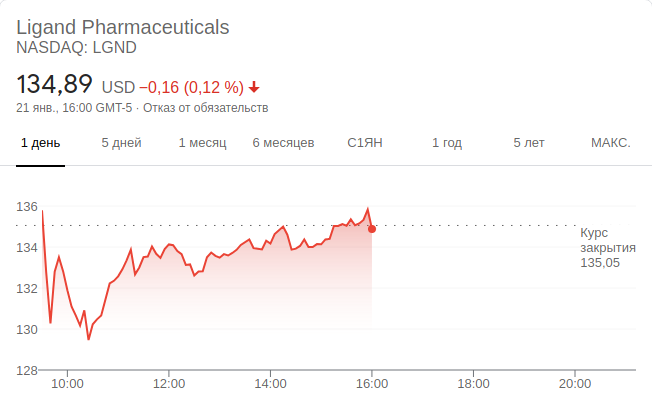 Ligand Pharmaceuticals
NASDAQ: LGND
134,89 USD −0,16 (0,12 %)
21 янв., 16:00 GMT-5 · Отказ от обязательств
1 день 5 дней 1 месяц 6 месяцев С1ЯН 1 год 5 лет МАКС.
136
134
132
130
128
Курс
закрытия
135,05
10:00 12:00 14:00 16:00 18:00 20:00